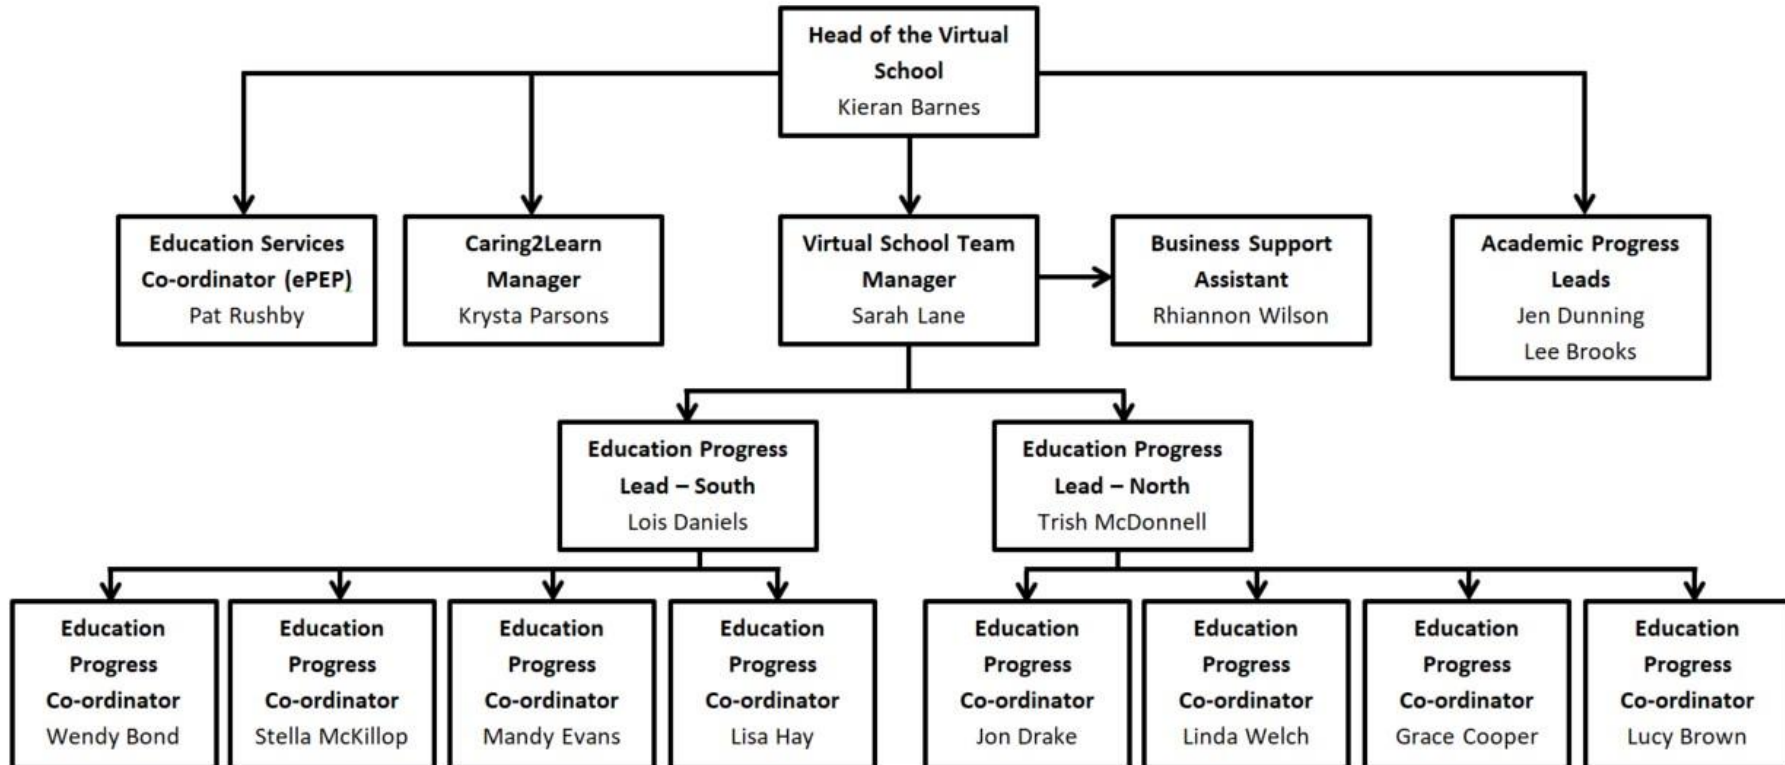 Head of the Virtual
School
Kieran Barnes
Education Services
Co-ordinator (ePEP)
Pat Rushby
Caring2Learn
Manager
Krysta Parsons
Virtual School Team
Manager
Sarah Lane
Business Support
Assistant
Rhiannon Wilson
Academic Progress
Leads
Jen Dunning
Lee Brooks
Education Progress
Lead – South
Lois Daniels
Education Progress
Lead – North
Trish McDonnell
Education
Progress
Co-ordinator
Wendy Bond
Education
Progress
Co-ordinator
Stella McKillop
Education
Progress
Co-ordinator
Mandy Evans
Education
Progress
Co-ordinator
Lisa Hay
Education
Progress
Co-ordinator
Jon Drake
Education
Progress
Co-ordinator
Linda Welch
Education
Progress
Co-ordinator
Grace Cooper
Education
Progress
Co-ordinator
Lucy Brown